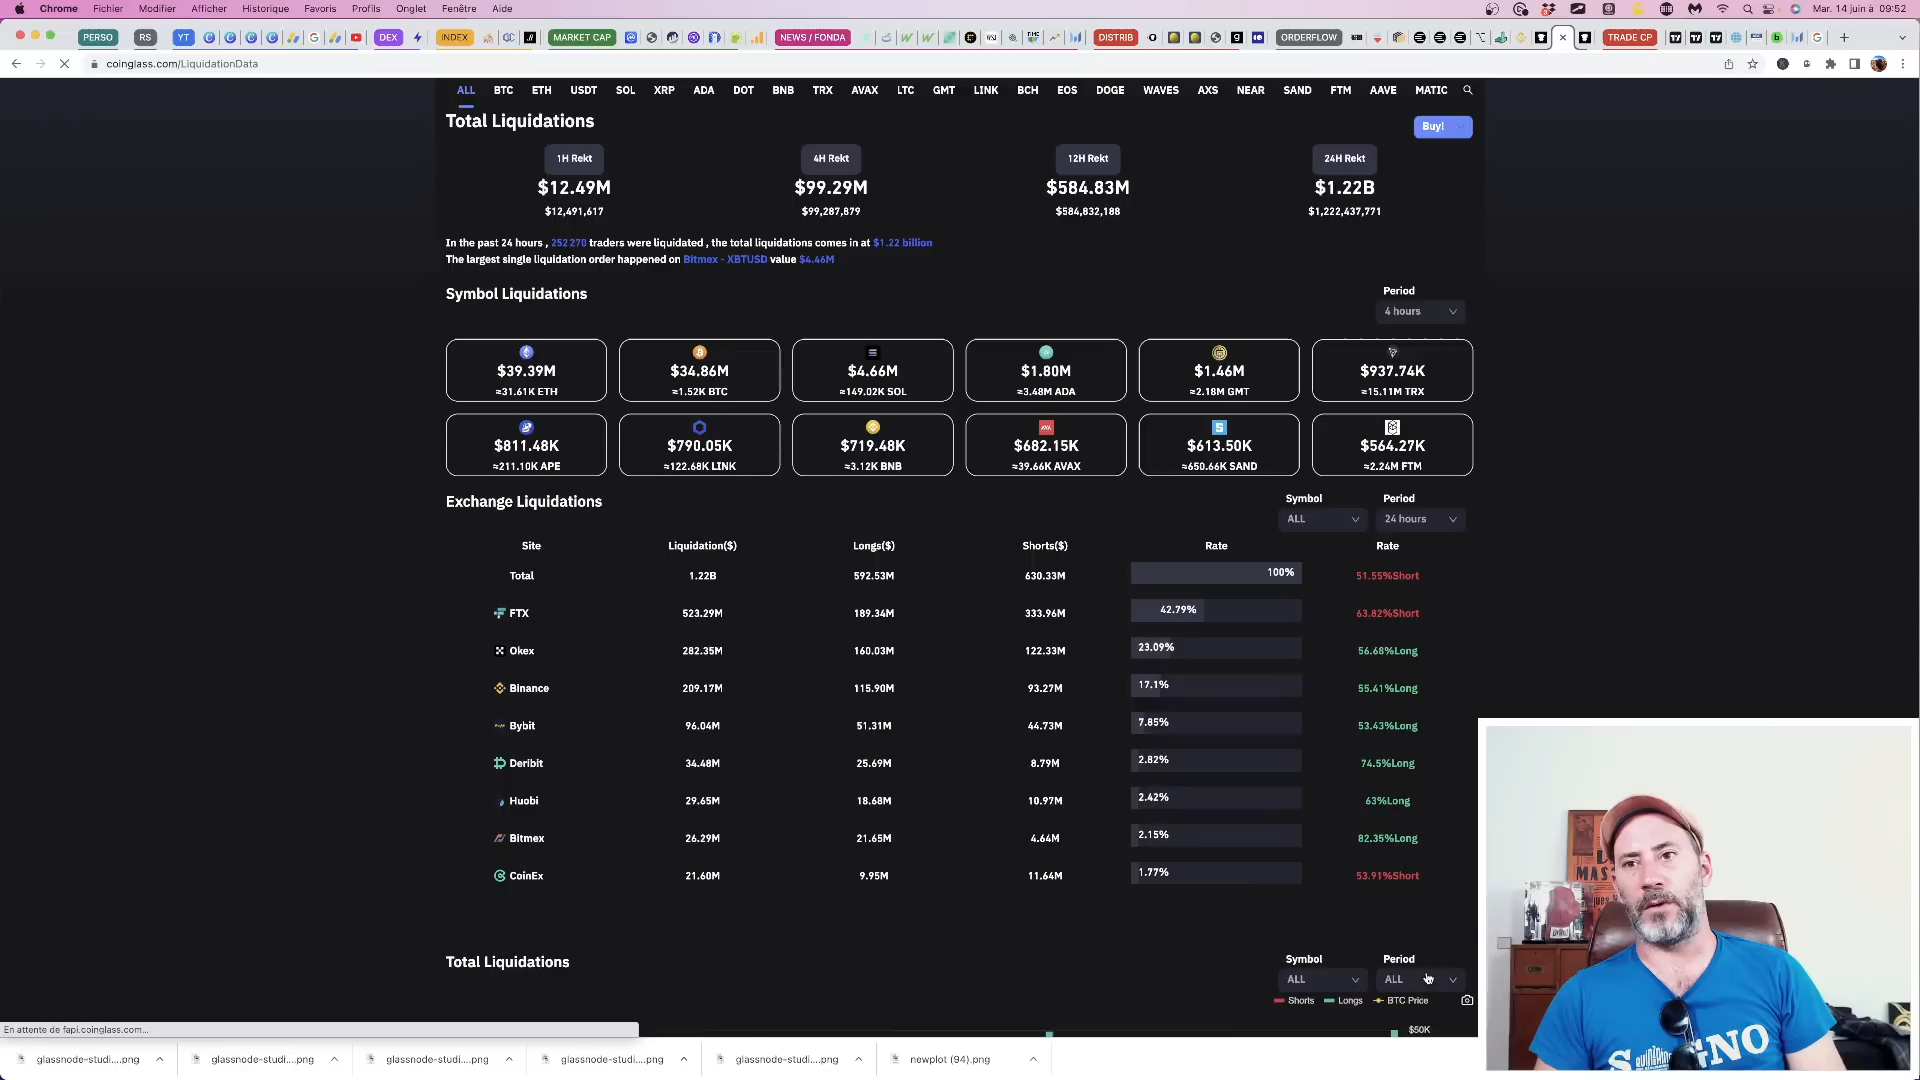 Chrome Fichier Modifier Afficher Historique Favoris Profils Onglet Fenêtre Aide Mar. 14 juin à 09:52
PERSO RS YT DEX INDEX MARKET CAP NEWS / FONDA DISTRIB ORDERFLOW TRADE CP
coinglass.com/LiquidationData
ALL BTC ETH USDT SOL XRP ADA DOT BNB TRX AVAX LTC GMT LINK BCH EOS DOGE WAVES AXS NEAR SAND FTM AAVE MATIC
Total Liquidations
Buy!
1H Rekt 4H Rekt 12H Rekt 24H Rekt
$12.49M $99.29M $584.83M $1.22B
$12,491,617 $99,287,879 $584,832,188 $1,222,437,771
In the past 24 hours , 252 270 traders were liquidated , the total liquidations comes in at $1.22 billion
The largest single liquidation order happened on Bitmex - XBTUSD value $4.46M
Symbol Liquidations
Period
4 hours
$39.39M $34.86M $4.66M $1.80M $1.46M $937.74K
≈31.61K ETH ≈1.52K BTC ≈149.02K SOL ≈3.48M ADA ≈2.18M GMT ≈15.11M TRX
$811.48K $790.05K $719.48K $682.15K $613.50K $564.27K
≈211.10K APE ≈122.68K LINK ≈3.12K BNB ≈39.66K AVAX ≈650.66K SAND ≈2.24M FTM
Exchange Liquidations
Symbol Period
ALL 24 hours
Site Liquidation($) Longs($) Shorts($) Rate Rate
Total 1.22B 592.53M 630.33M 100% 51.55%Short
FTX 523.29M 189.34M 333.96M 42.79% 63.82%Short
Okex 282.35M 160.03M 122.33M 23.09% 56.68%Long
Binance 209.17M 115.90M 93.27M 17.1% 55.41%Long
Bybit 96.04M 51.31M 44.73M 7.85% 53.43%Long
Deribit 34.48M 25.69M 8.79M 2.82% 74.5%Long
Huobi 29.65M 18.68M 10.97M 2.42% 63%Long
Bitmex 26.29M 21.65M 4.64M 2.15% 82.35%Long
CoinEx 21.60M 9.95M 11.64M 1.77% 53.91%Short
Total Liquidations
Symbol Period
ALL ALL
Shorts Longs BTC Price
$50K
En attente de fapi.coinglass.com...
glassnode-studi....png glassnode-studi....png glassnode-studi....png glassnode-studi....png glassnode-studi....png newplot (94).png